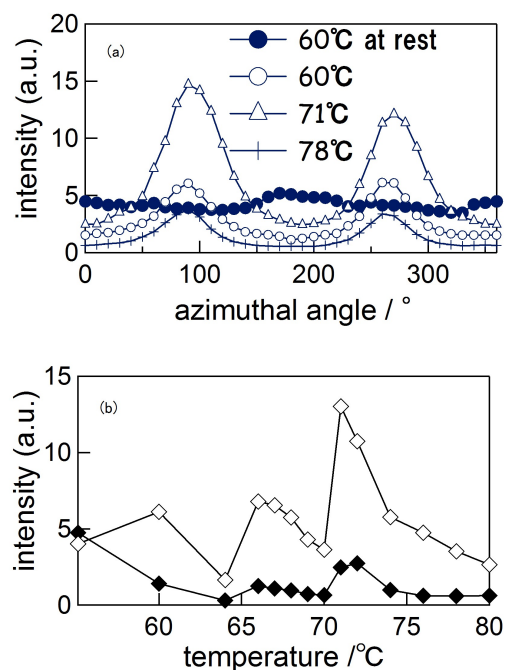 20
(a)
60℃ at rest
15
60℃
10
71℃
78℃
5
0
intensity (a.u.)
0 100 200 300
azimuthal angle / °
15
(b)
10
5
0
intensity (a.u.)
60 65 70 75 80
temperature /°C